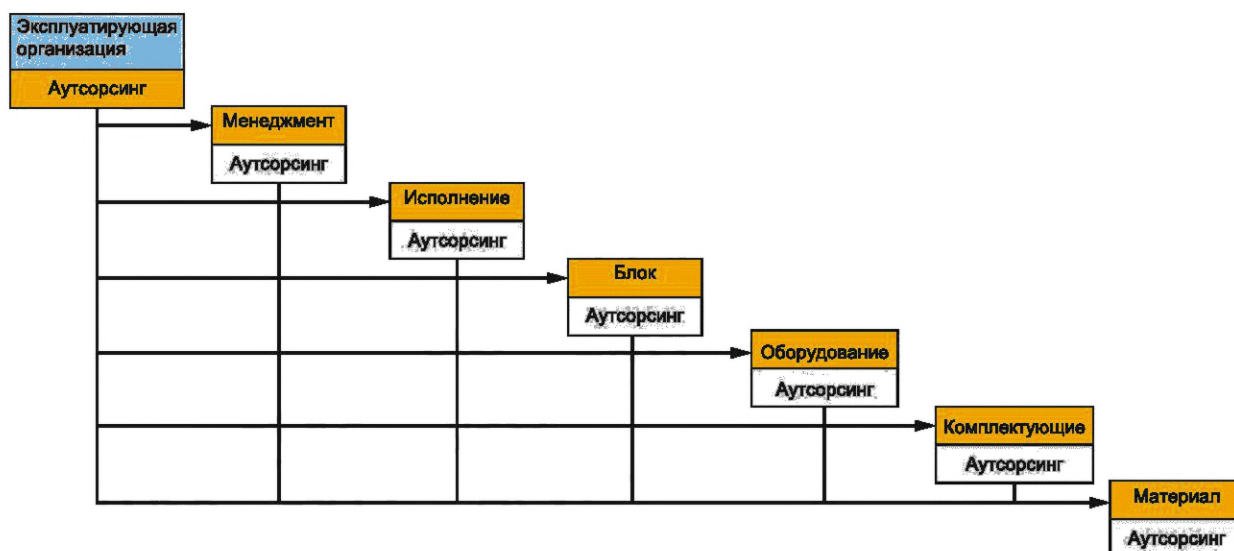 Эксплуатирующая
организация
Аутсорсинг
Менеджмент
Аутсорсинг
Исполнение
Аутсорсинг
Блок
Аутсорсинг
Оборудование
Аутсорсинг
Комплектующие
Аутсорсинг
Материал
Аутсорсинг